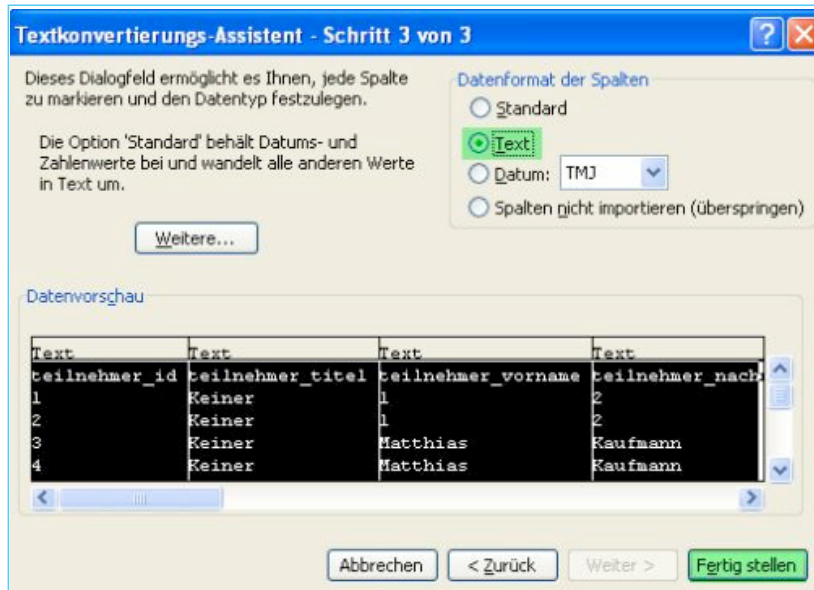 Textkonvertierungs-Assistent - Schritt 3 von 3
Dieses Dialogfeld ermöglicht es Ihnen, jede Spalte
zu markieren und den Datentyp festzulegen.
Die Option 'Standard' behält Datums- und
Zahlenwerte bei und wandelt alle anderen Werte
in Text um.
Weitere...
Datenformat der Spalten
Standard
Text
Datum: TMJ
Spalten nicht importieren (überspringen)
Datenvorschau
Text Text Text Text
teilnehmer_id teilnehmer_titel teilnehmer_vorname teilnehmer_nach
1 Keiner 1 2
2 Keiner 1 2
3 Keiner Matthias Kaufmann
4 Keiner Matthias Kaufmann
Abbrechen < Zurück Weiter > Fertig stellen